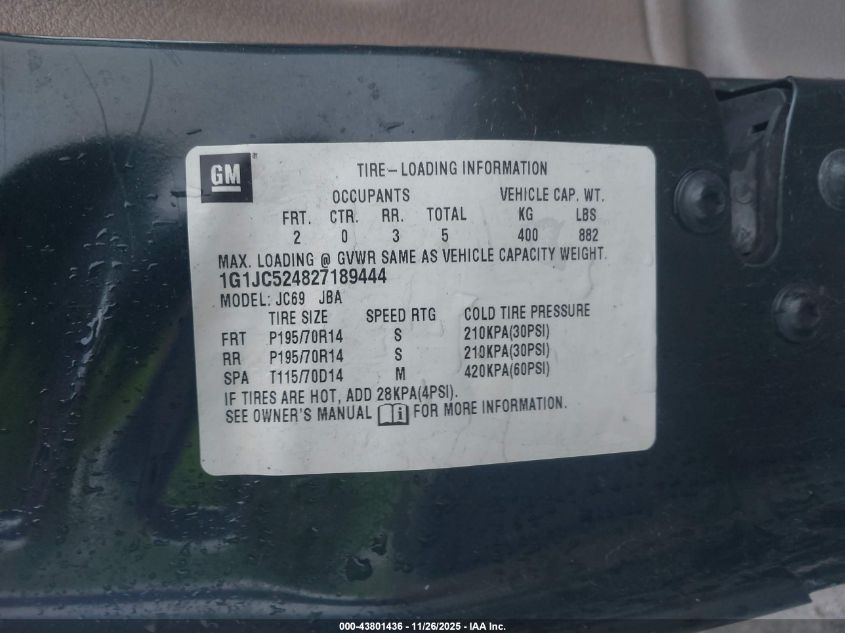 GM
TIRE–LOADING INFORMATION
OCCUPANTS VEHICLE CAP. WT.
FRT. CTR. RR. TOTAL KG LBS
2 0 3 5 400 882
MAX. LOADING @ GVWR SAME AS VEHICLE CAPACITY WEIGHT.
1G1JC524827189444
MODEL: JC69 JBA
TIRE SIZE SPEED RTG COLD TIRE PRESSURE
FRT P195/70R14 S 210KPA(30PSI)
RR P195/70R14 S 210KPA(30PSI)
SPA T115/70D14 M 420KPA(60PSI)
IF TIRES ARE HOT, ADD 28KPA(4PSI).
SEE OWNER'S MANUAL i FOR MORE INFORMATION.
000-43801436 - 11/26/2025 - IAA Inc.